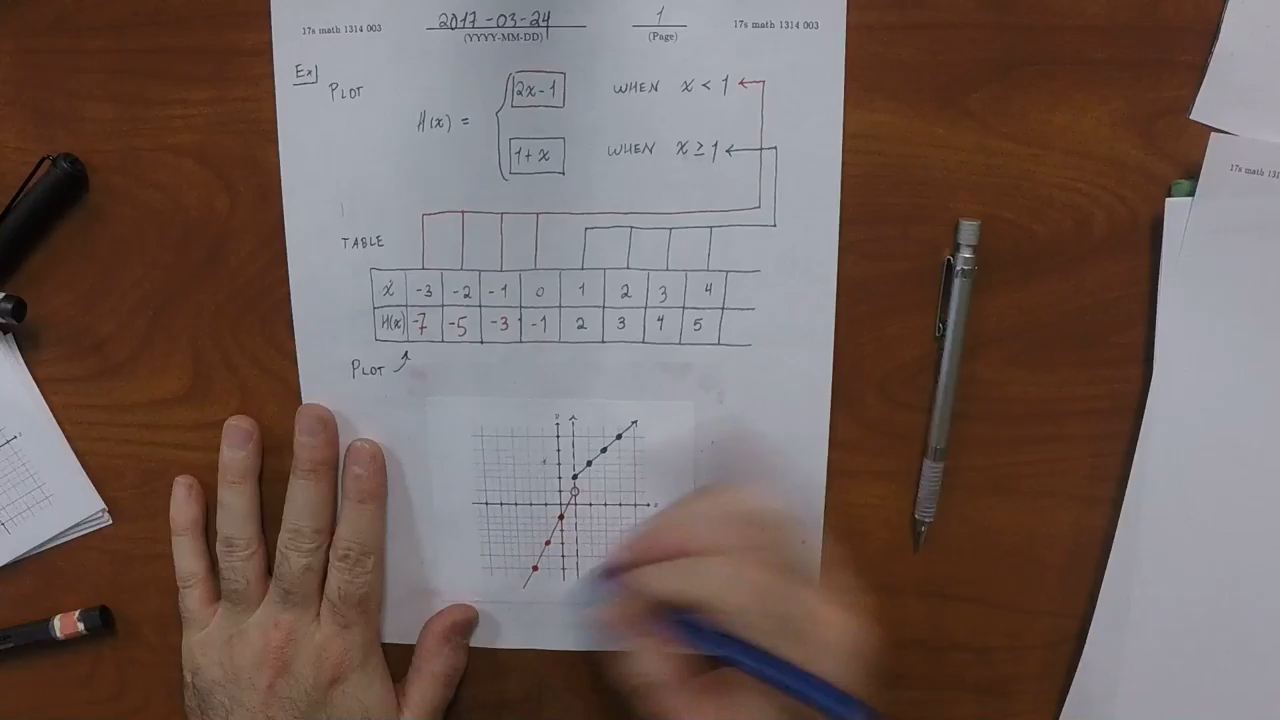 17s math 1314 003 2017-03-24 1 17s math 1314 003
(YYYY-MM-DD) (Page)
Ex]
PLOT
H(x) = { 2x-1 WHEN x < 1
1+x WHEN x ≥ 1
TABLE
x -3 -2 -1 0 1 2 3 4
H(x) -7 -5 -3 -1 2 3 4 5
PLOT
17s math 131